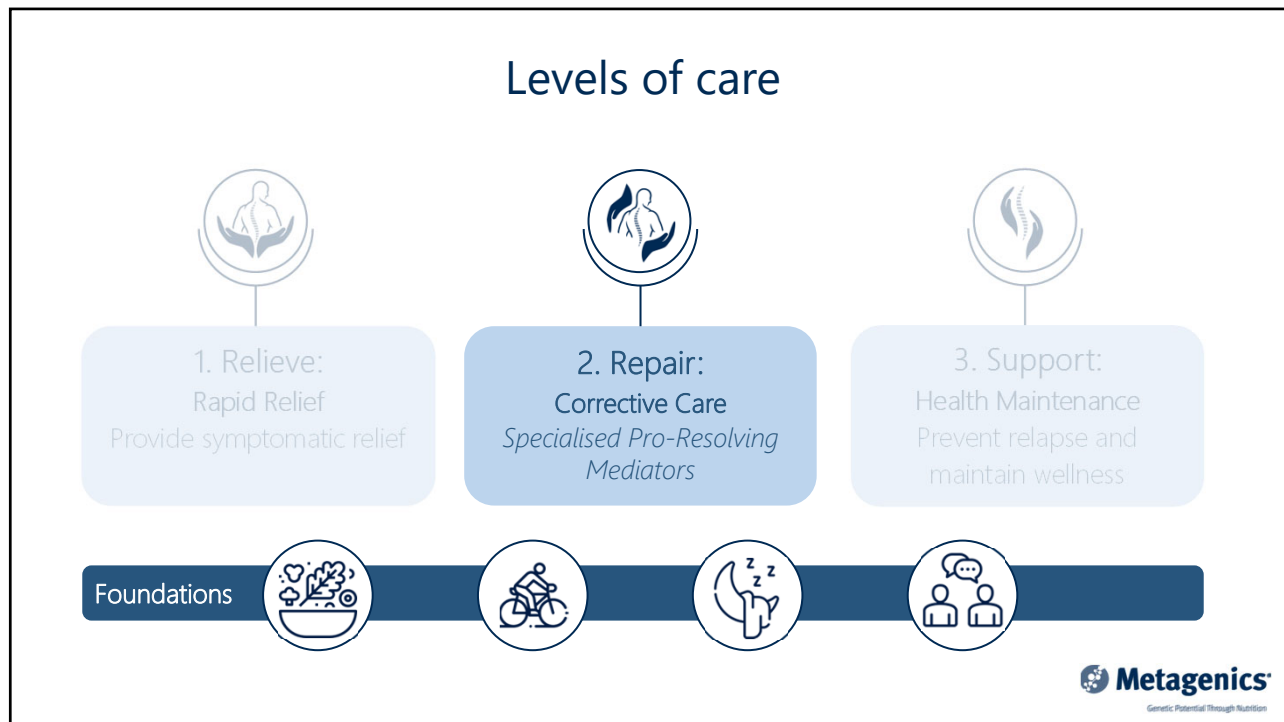 Levels of care
1. Relieve:
Rapid Relief
Provide symptomatic relief
2. Repair:
Corrective Care
Specialised Pro-Resolving
Mediators
3. Support:
Health Maintenance
Prevent relapse and
maintain wellness
z z
z z z
Foundations
Metagenics
Genetic Potential Through Nutrition